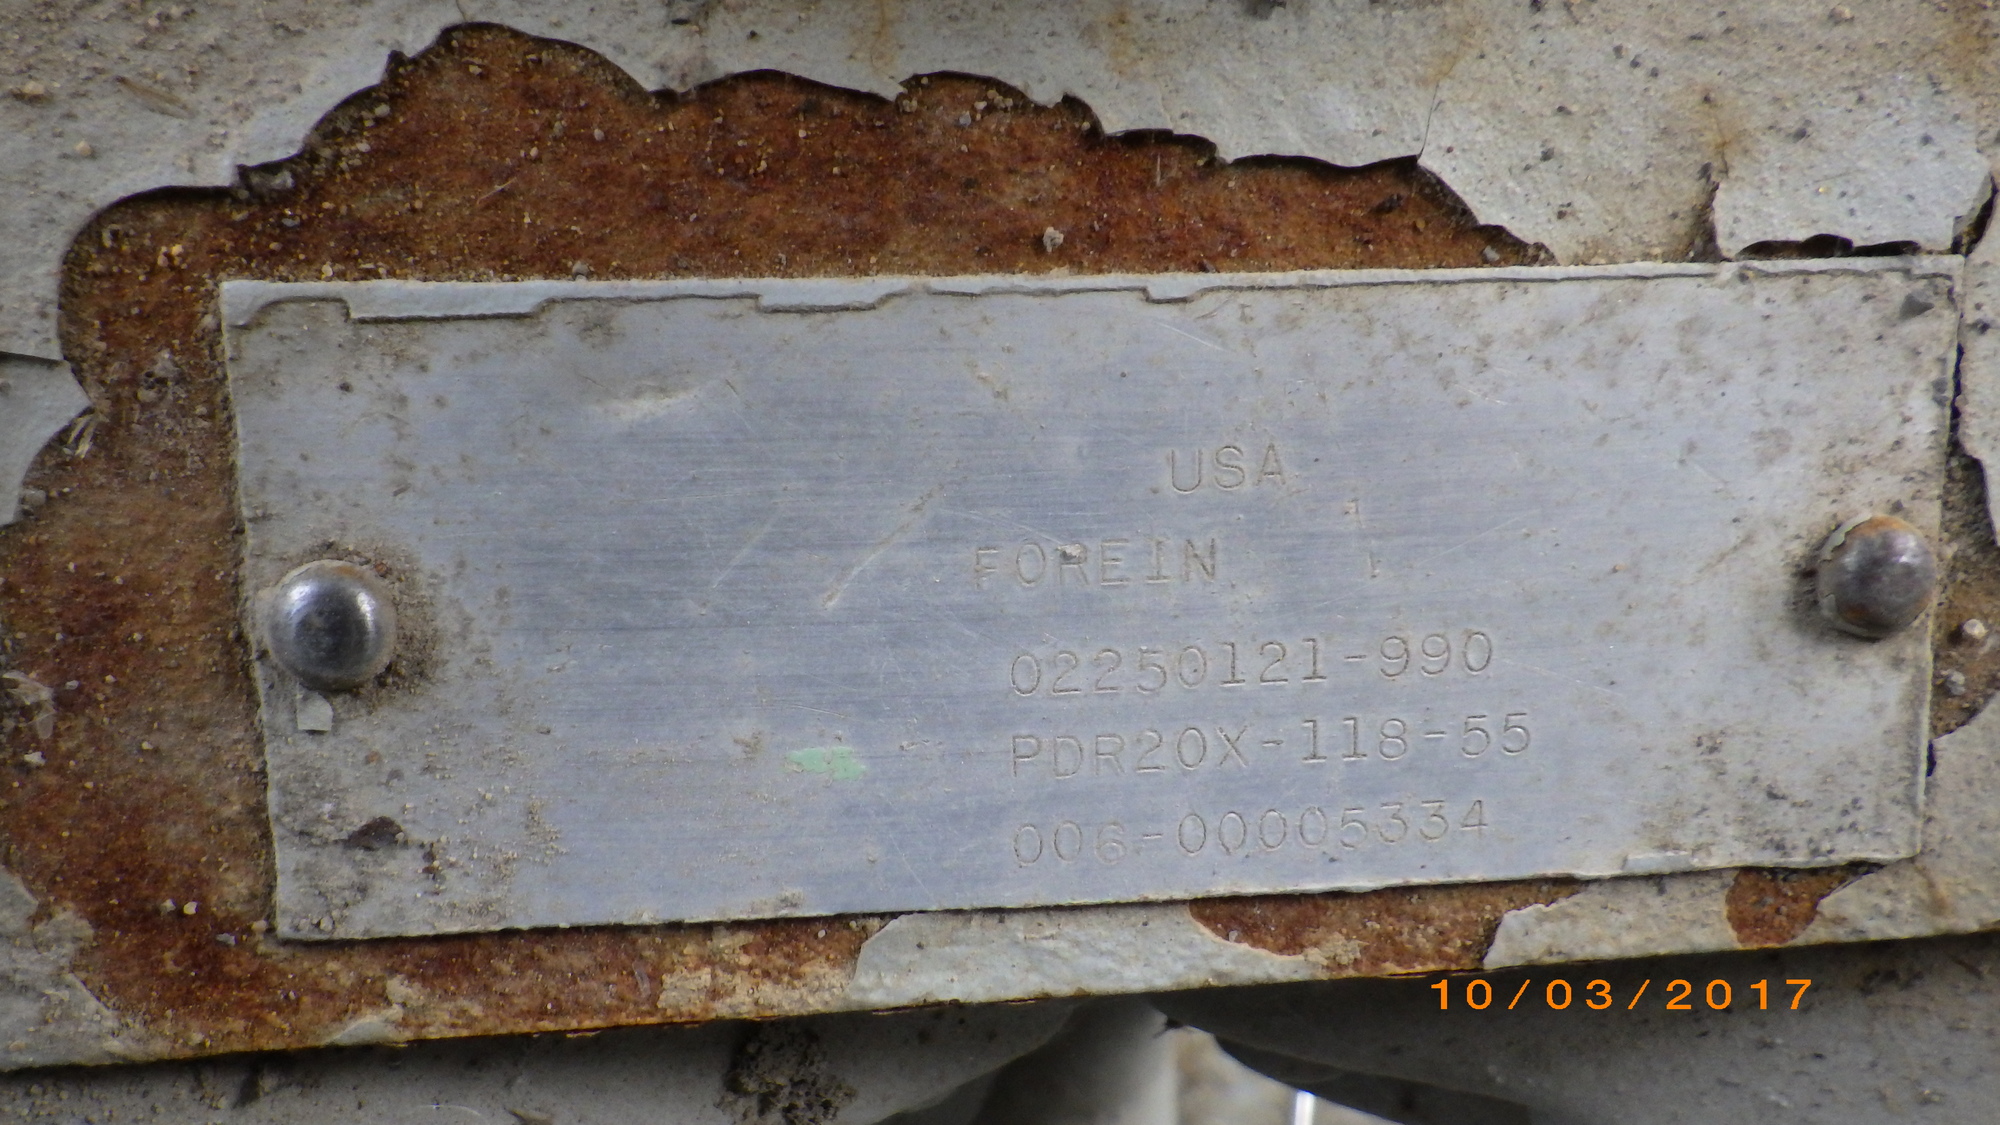 USA
FOREIN
02250121-990
PDR20X-118-55
006-00005334
10/03/2017